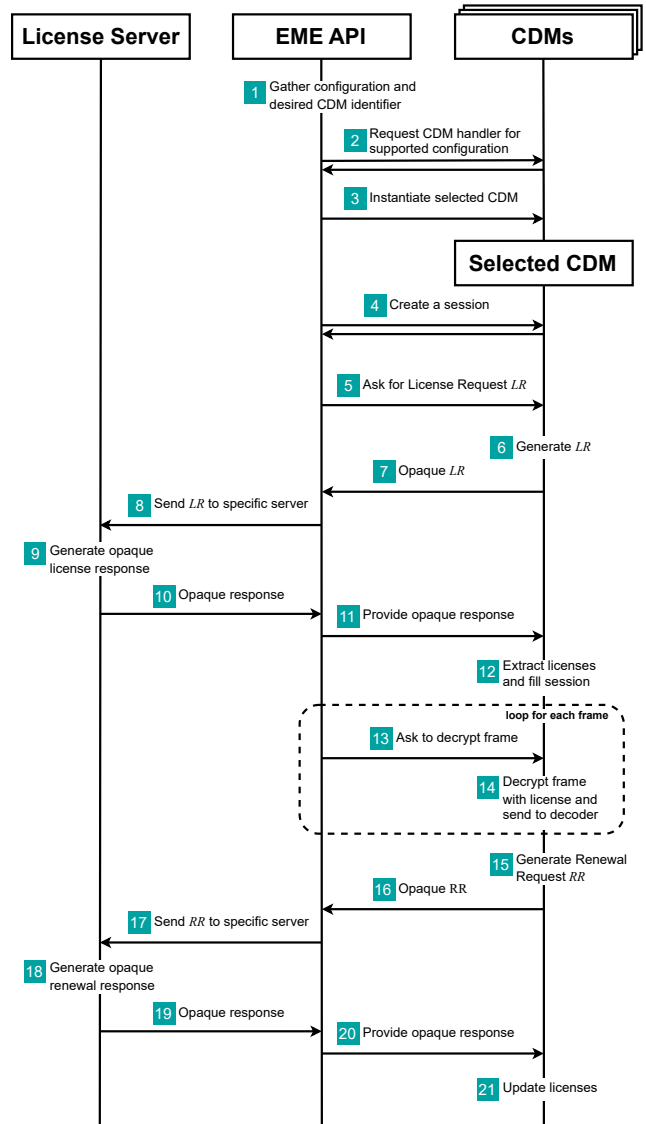 License Server
EME API
CDMs
1 Gather configuration and
desired CDM identifier
2 Request CDM handler for
supported configuration
3 Instantiate selected CDM
Selected CDM
4 Create a session
5 Ask for License Request LR
6 Generate LR
7 Opaque LR
8 Send LR to specific server
9 Generate opaque
license response
10 Opaque response
11 Provide opaque response
12 Extract licenses
and fill session
loop for each frame
13 Ask to decrypt frame
14 Decrypt frame
with license and
send to decoder
15 Generate Renewal
Request RR
16 Opaque RR
17 Send RR to specific server
18 Generate opaque
renewal response
19 Opaque response
20 Provide opaque response
21 Update licenses